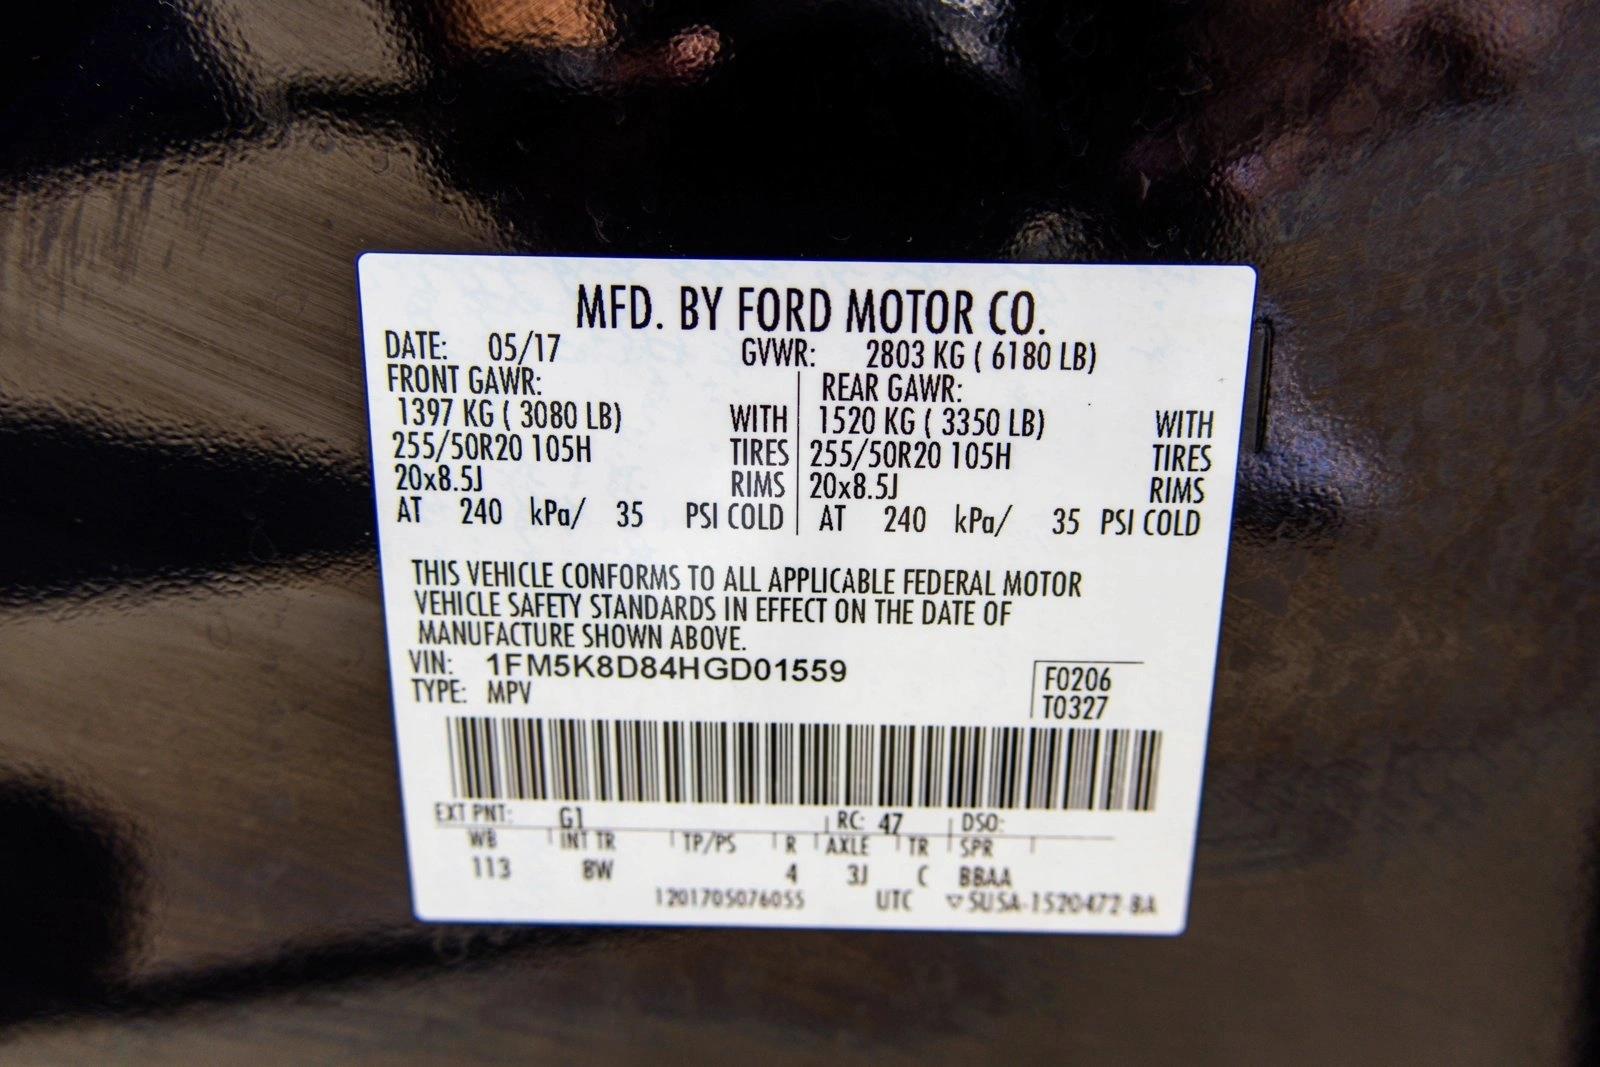 MFD. BY FORD MOTOR CO.
DATE: 05/17 GVWR: 2803 KG ( 6180 LB)
FRONT GAWR: REAR GAWR:
1397 KG ( 3080 LB) WITH 1520 KG ( 3350 LB) WITH
255/50R20 105H TIRES 255/50R20 105H TIRES
20x8.5J RIMS 20x8.5J RIMS
AT 240 kPa/ 35 PSI COLD AT 240 kPa/ 35 PSI COLD
THIS VEHICLE CONFORMS TO ALL APPLICABLE FEDERAL MOTOR
VEHICLE SAFETY STANDARDS IN EFFECT ON THE DATE OF
MANUFACTURE SHOWN ABOVE.
VIN: 1FM5K8D84HGD01559 F0206
TYPE: MPV T0327
EXT PNT: G1 RC: 47 DSO:
WB INT TR TP/PS R AXLE TR SPR
113 BW 4 3J C BBAA
1201705076055 UTC ▽SUSA-1520472-BA